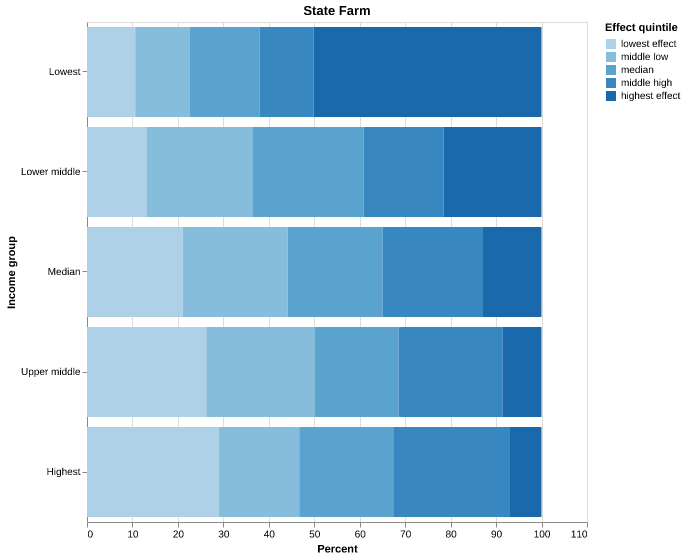 State Farm
Effect quintile
lowest effect
middle low
median
middle high
highest effect
Income group
Lowest
Lower middle
Median
Upper middle
Highest
0 10 20 30 40 50 60 70 80 90 100 110
Percent